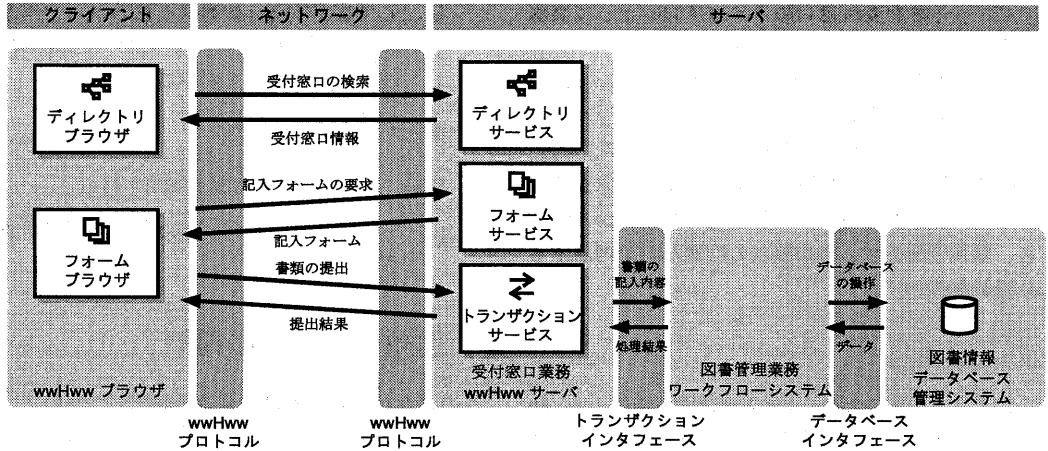 クライアント
ネットワーク
サーバ
ディレクトリ
ブラウザ
受付窓口の検索
受付窓口情報
ディレクトリ
サービス
フォーム
ブラウザ
記入フォームの要求
記入フォーム
書類の提出
提出結果
フォーム
サービス
トランザクション
サービス
書類の
記入内容
処理結果
データベース
の操作
データ
wwHww ブラウザ
受付窓口業務
wwHww サーバ
図書管理業務
ワークフローシステム
図書情報
データベース
管理システム
wwHww
プロトコル
wwHww
プロトコル
トランザクション
インタフェース
データベース
インタフェース